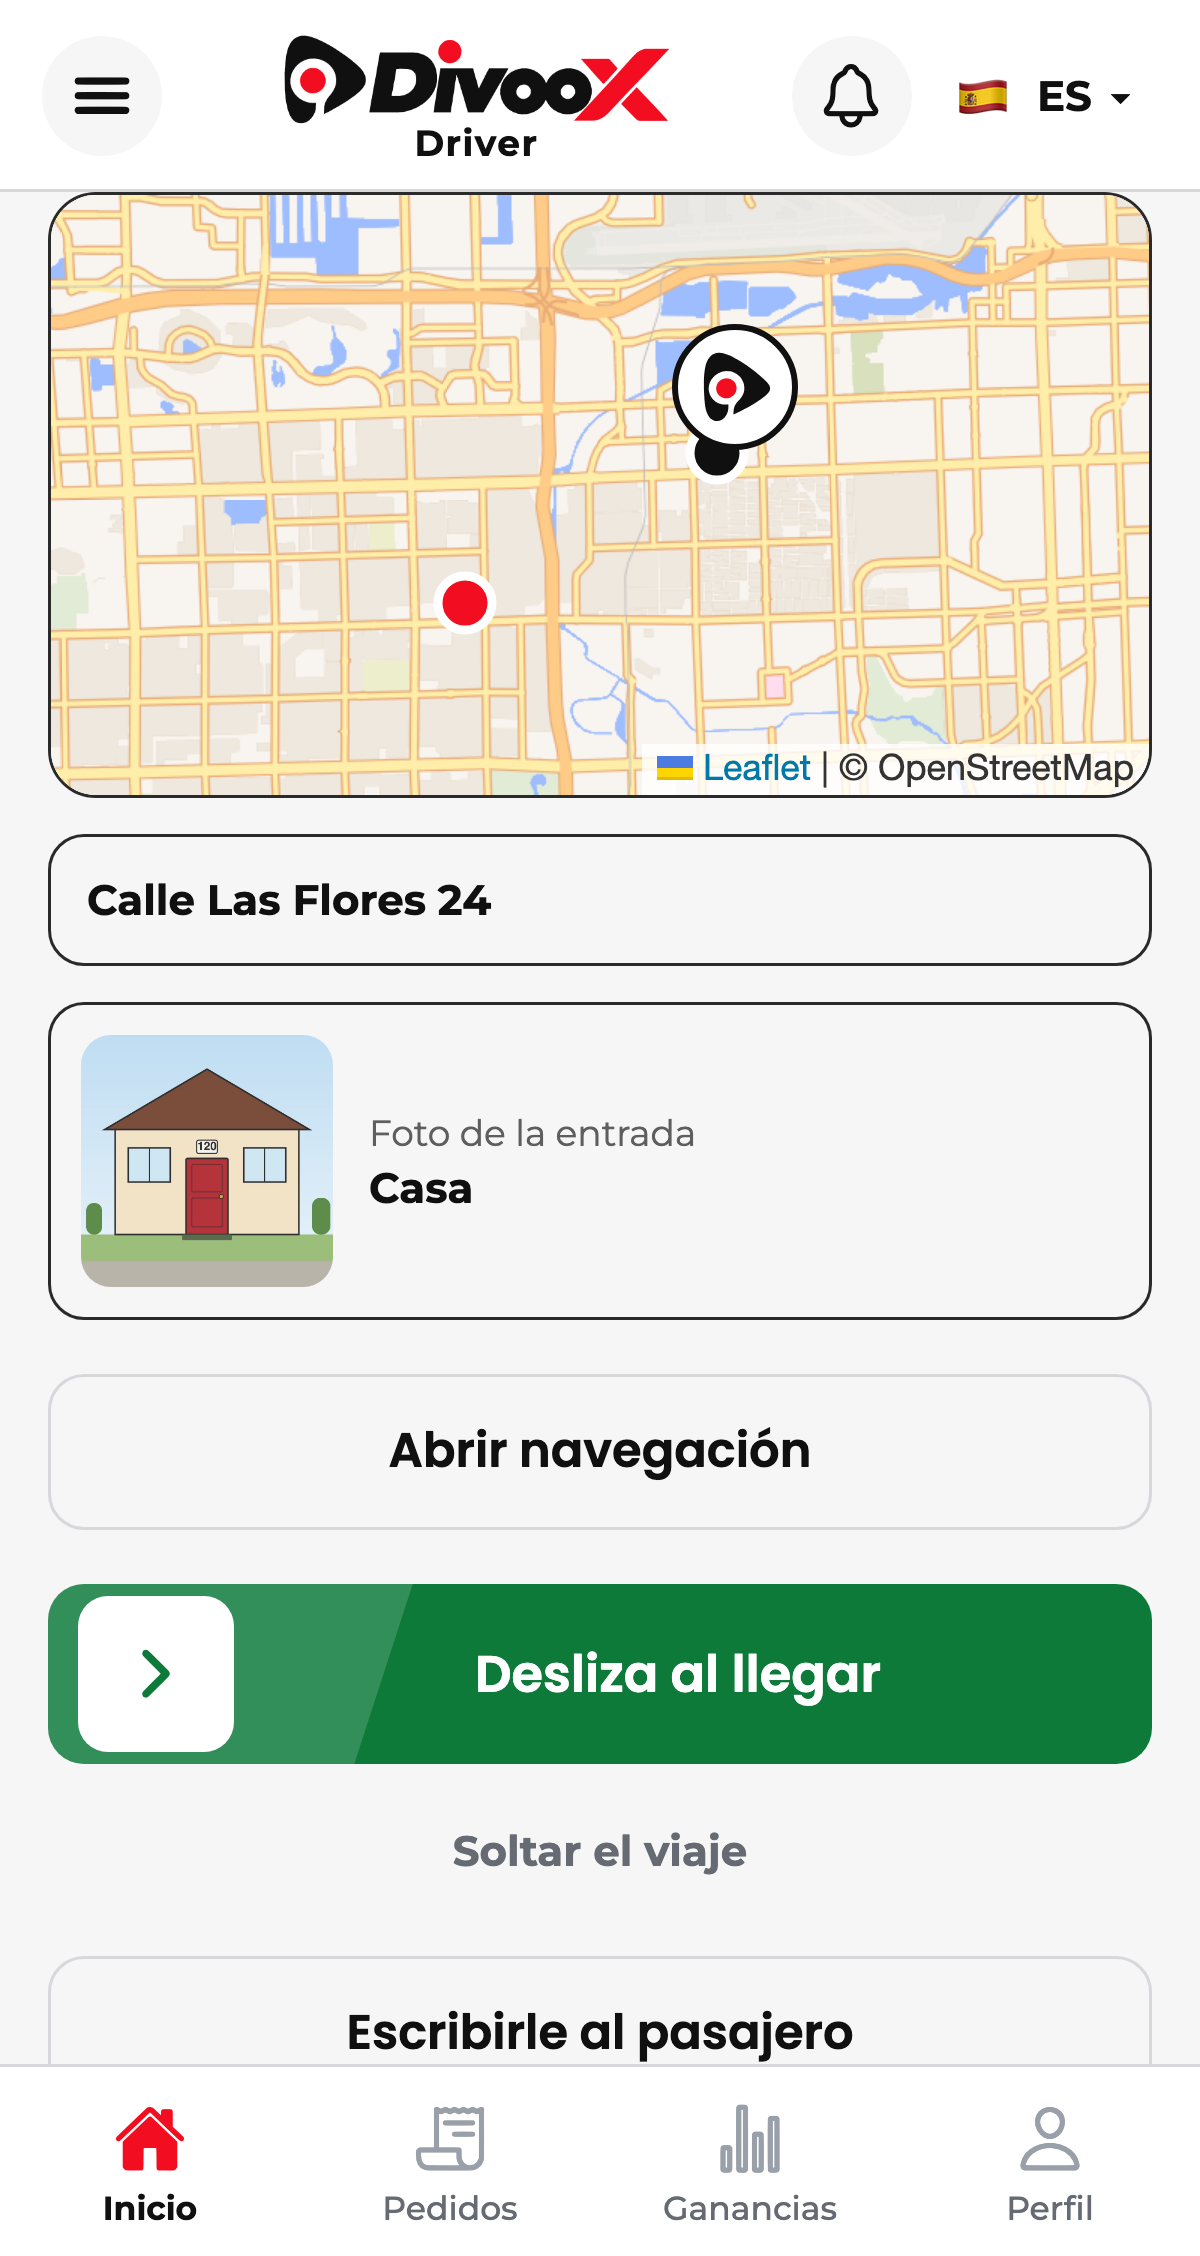 DivooX
Driver
ES
Leaflet | © OpenStreetMap
Calle Las Flores 24
120
Foto de la entrada
Casa
Abrir navegación
Desliza al llegar
Soltar el viaje
Escribirle al pasajero
Inicio
Pedidos
Ganancias
Perfil